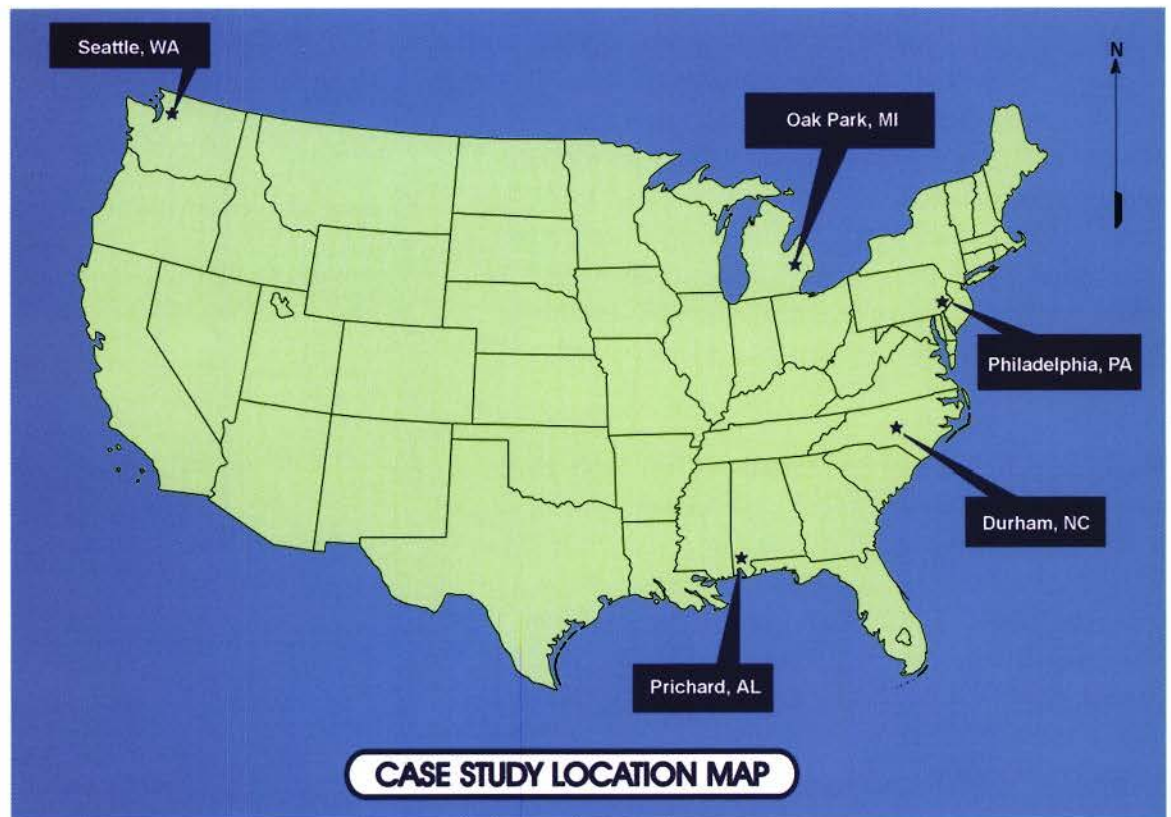 Seattle, WA
N
Oak Park, MI
Philadelphia, PA
Durham, NC
Prichard, AL
CASE STUDY LOCATION MAP